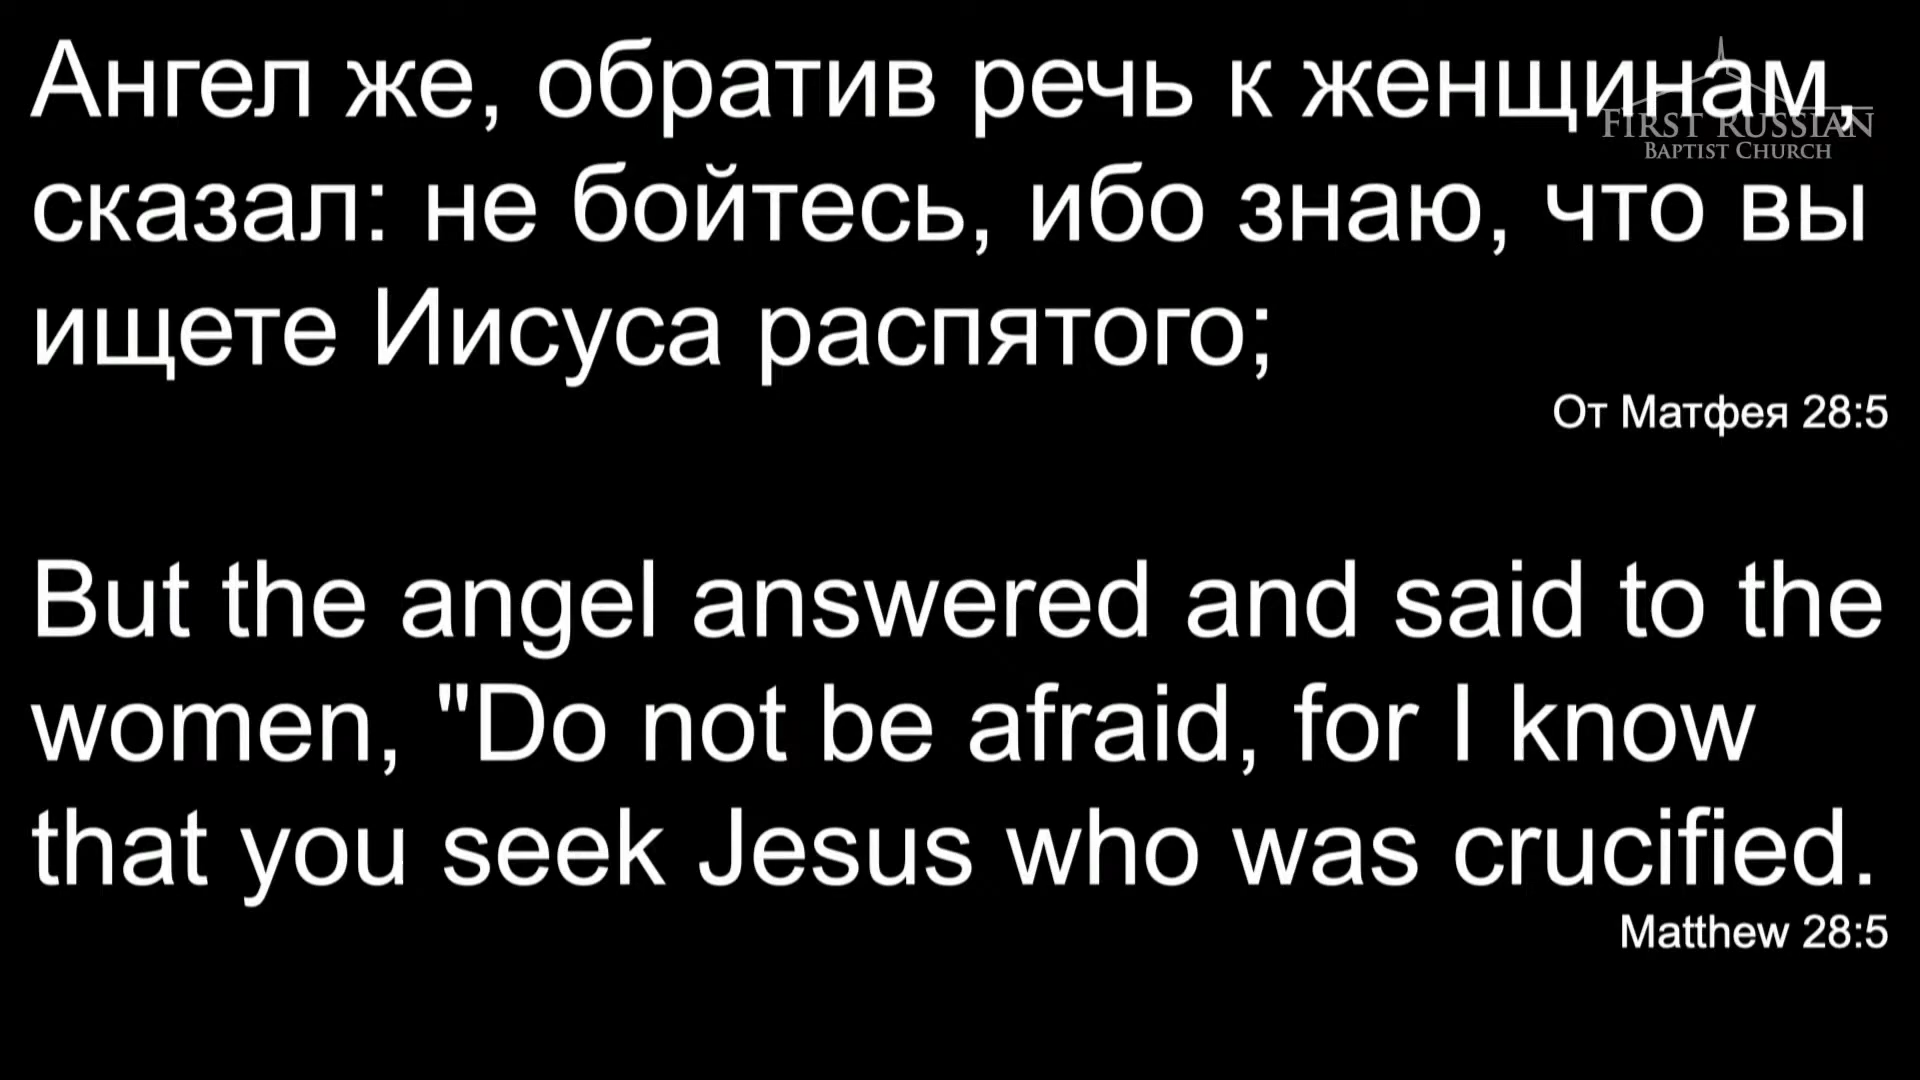 Ангел же, обратив речь к женщинам,
сказал: не бойтесь, ибо знаю, что вы
ищете Иисуса распятого;
От Матфея 28:5
FIRST RUSSIAN
BAPTIST CHURCH
But the angel answered and said to the
women, "Do not be afraid, for I know
that you seek Jesus who was crucified.
Matthew 28:5